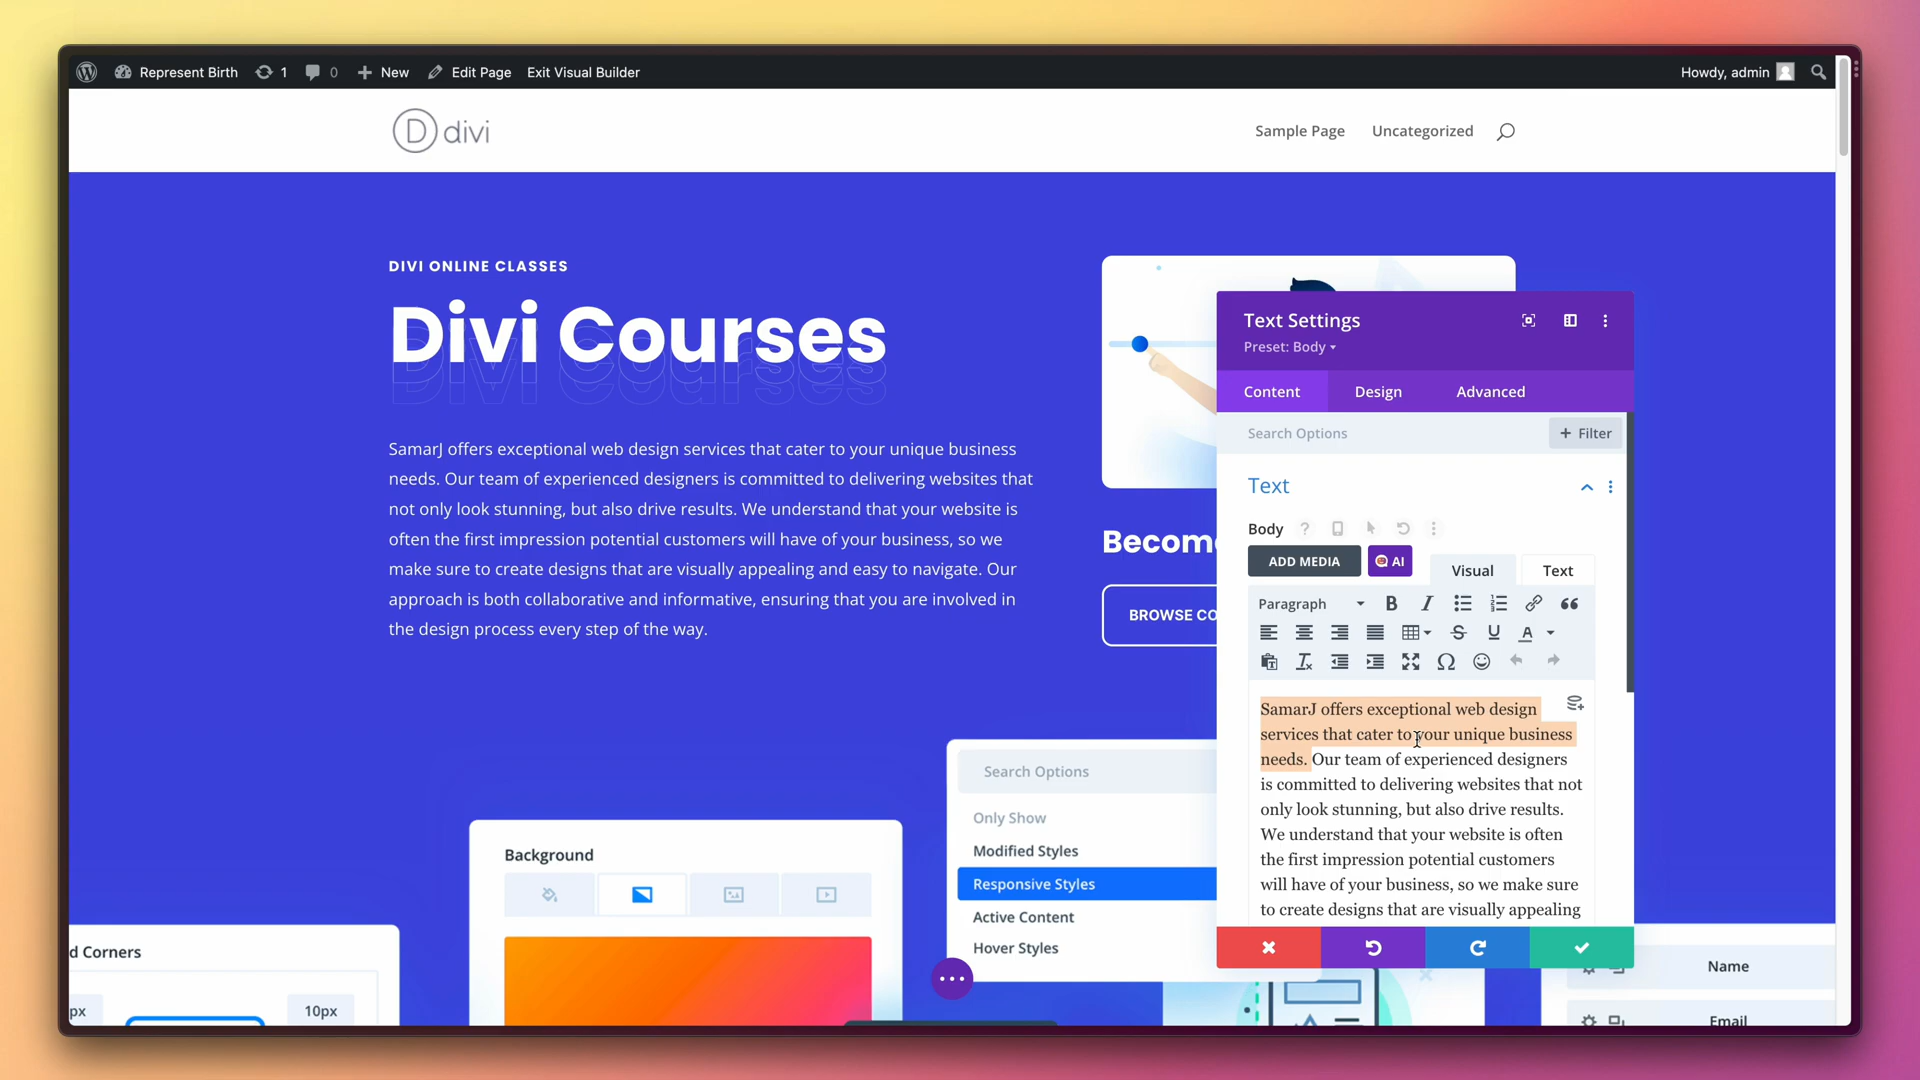 Represent Birth
1
0
New
Edit Page
Exit Visual Builder
Howdy, admin
D divi
Sample Page
Uncategorized
DIVI ONLINE CLASSES
Divi Courses
SamarJ offers exceptional web design services that cater to your unique business
needs. Our team of experienced designers is committed to delivering websites that
not only look stunning, but also drive results. We understand that your website is
often the first impression potential customers will have of your business, so we
make sure to create designs that are visually appealing and easy to navigate. Our
approach is both collaborative and informative, ensuring that you are involved in
the design process every step of the way.
Becom
BROWSE CO
Text Settings
Preset: Body
Content
Design
Advanced
Search Options
+ Filter
Text
Body
?
ADD MEDIA
AI
Visual
Text
Paragraph
SamarJ offers exceptional web design
services that cater to your unique business
needs. Our team of experienced designers
is committed to delivering websites that not
only look stunning, but also drive results.
We understand that your website is often
the first impression potential customers
will have of your business, so we make sure
to create designs that are visually appealing
Search Options
Only Show
Modified Styles
Responsive Styles
Active Content
Hover Styles
Background
d Corners
px
10px
Name
Email